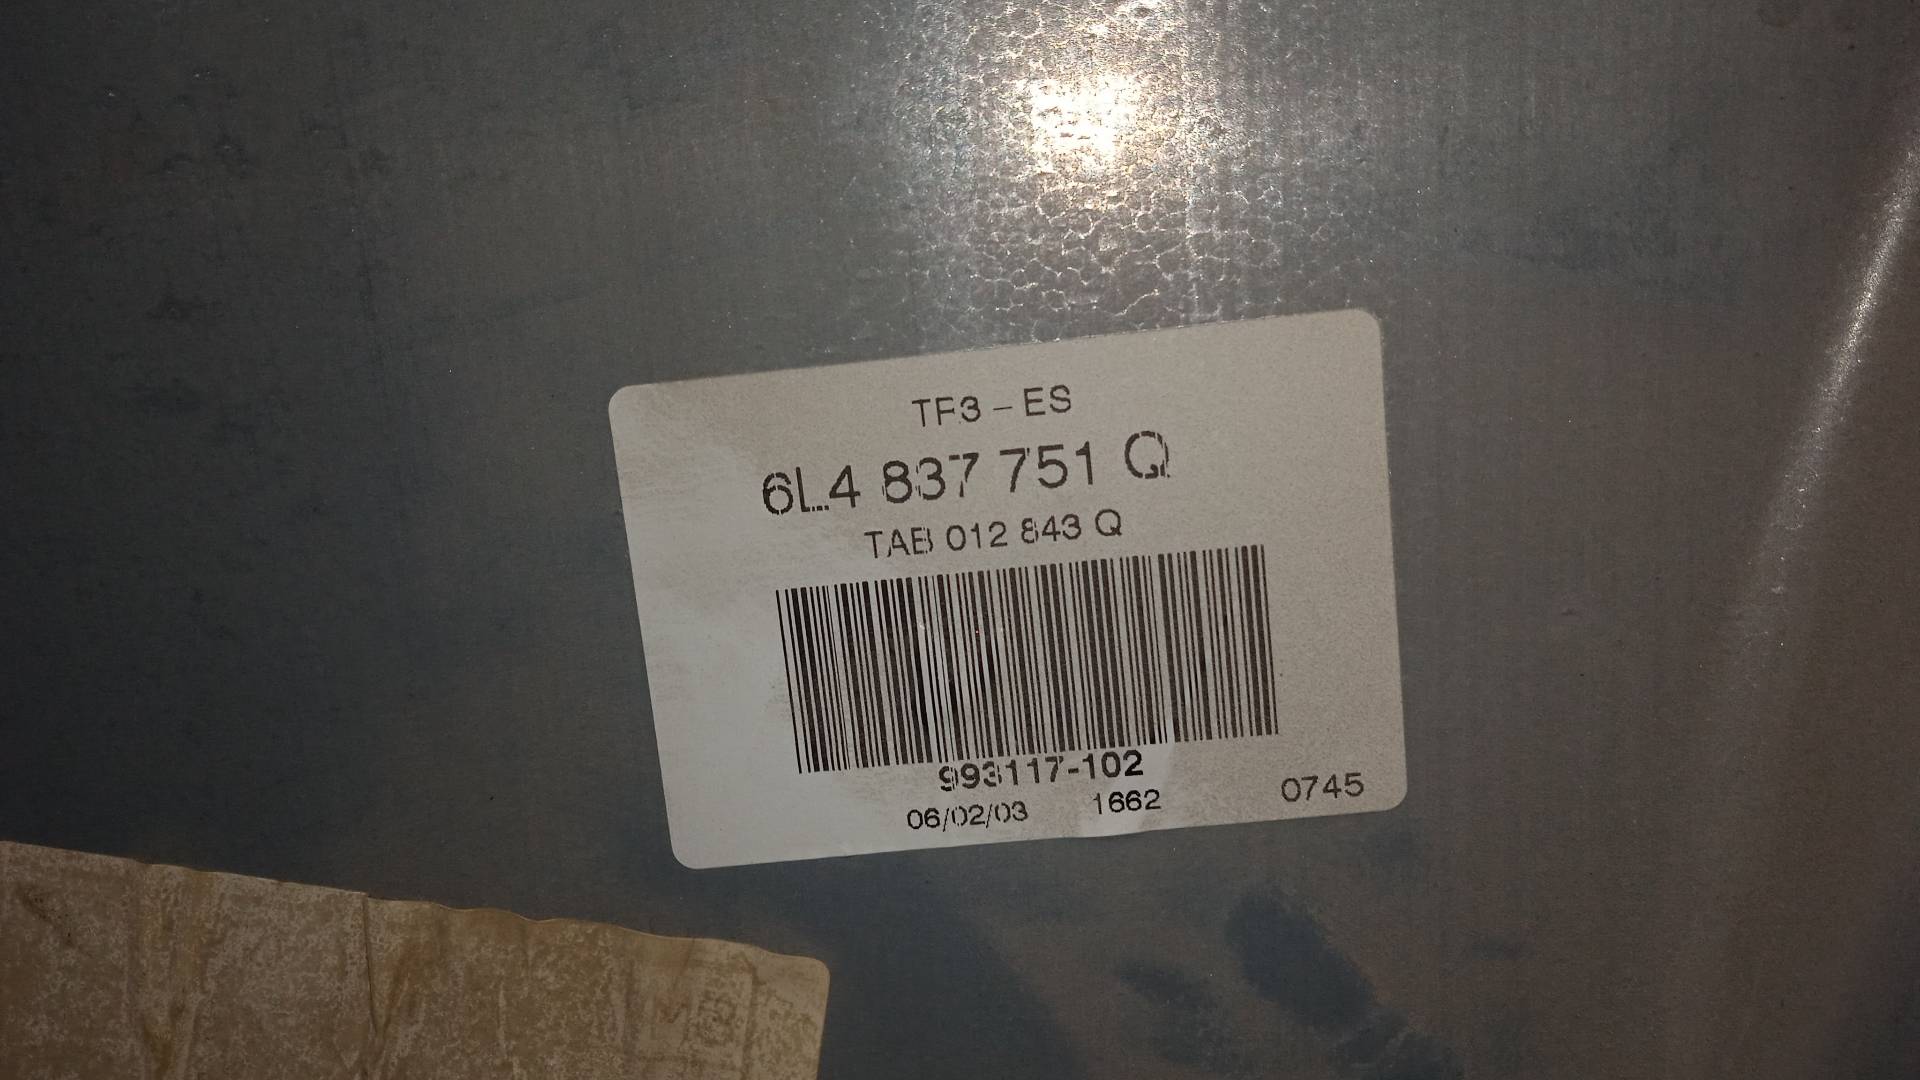 TF3 - ES
6L4 837 751 Q
TAB 012 843 Q
993117-102
06/02/03 1662 0745